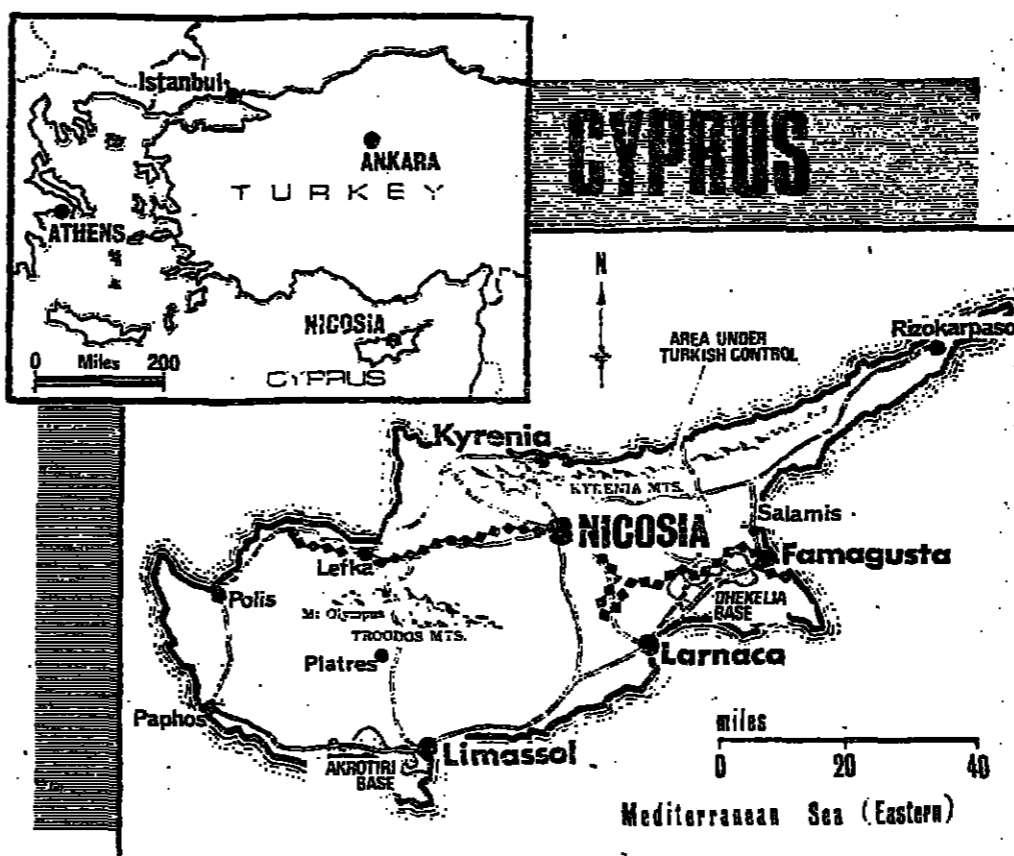 CYPRUS
Istanbul
ANKARA
TURKEY
ATHENS
NICOSIA
0 Miles 200
CYPRUS
N
AREA UNDER
TURKISH CONTROL
Rizokarpaso
Kyrenia
KYRENIA MTS.
NICOSIA
Salamis
Famagusta
Lefka
DHEKELIA
BASE
Polis
Mt Olympus
TROODOS MTS.
Platres
Larnaca
Paphos
Limassol
AKROTIRI
BASE
miles
0 20 40
Mediterranean Sea (Eastern)